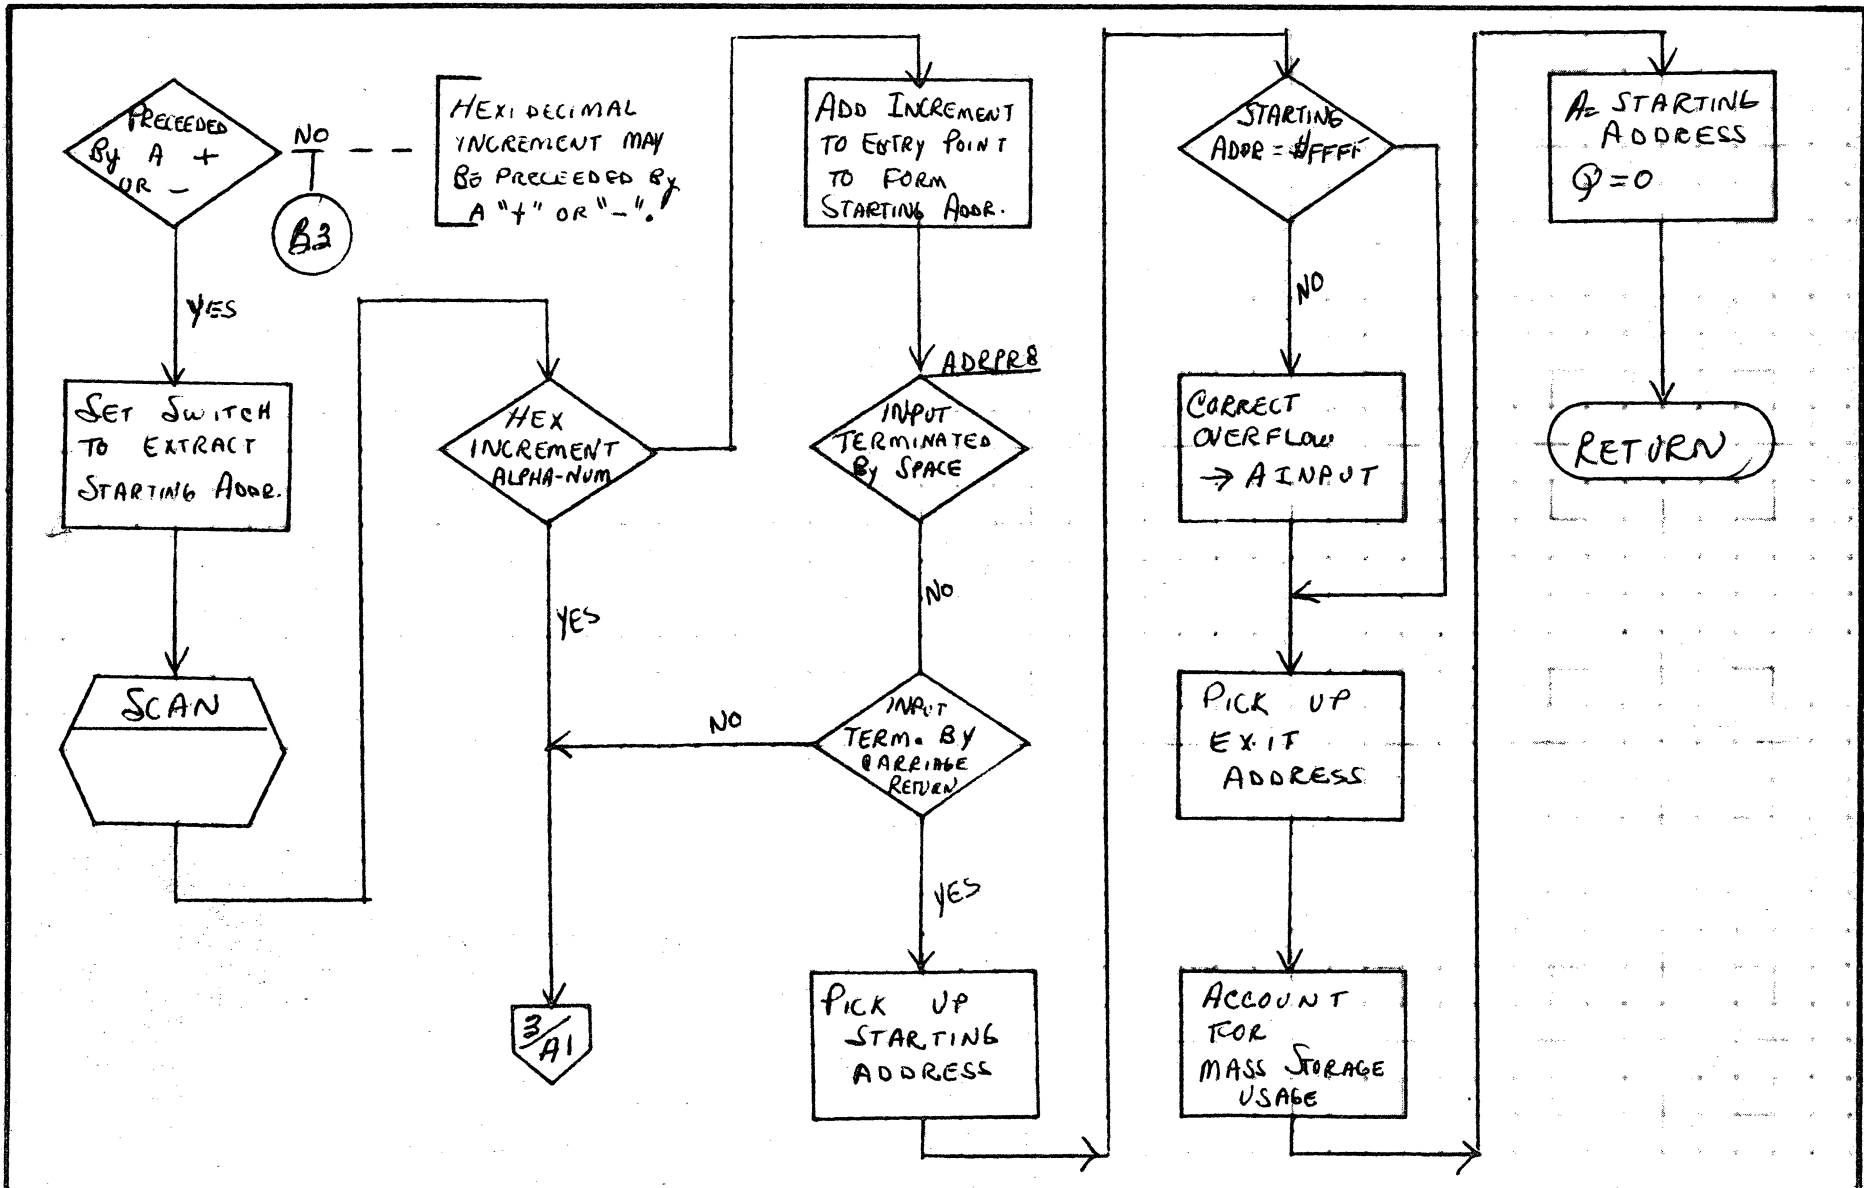 PRECEEDED
By A +
OR -
NO
B3
HEXIDECIMAL
INCREMENT MAY
BE PRECEEDED By
A "+" OR "-".
YES
SET SWITCH
TO EXTRACT
STARTING ADDR.
SCAN
HEX
INCREMENT
ALPHA-NUM
YES
3/A1
ADD INCREMENT
TO ENTRY POINT
TO FORM
STARTING ADDR.
ADRPR8
INPUT
TERMINATED
By SPACE
NO
INPUT
TERM. BY
CARRIAGE
RETURN
NO
YES
PICK UP
STARTING
ADDRESS
STARTING
ADDR = $FFFF
NO
CORRECT
OVERFLOW
→ A INPUT
PICK UP
EXIT
ADDRESS
ACCOUNT
FOR
MASS STORAGE
USAGE
A= STARTING
ADDRESS
Q=0
RETURN